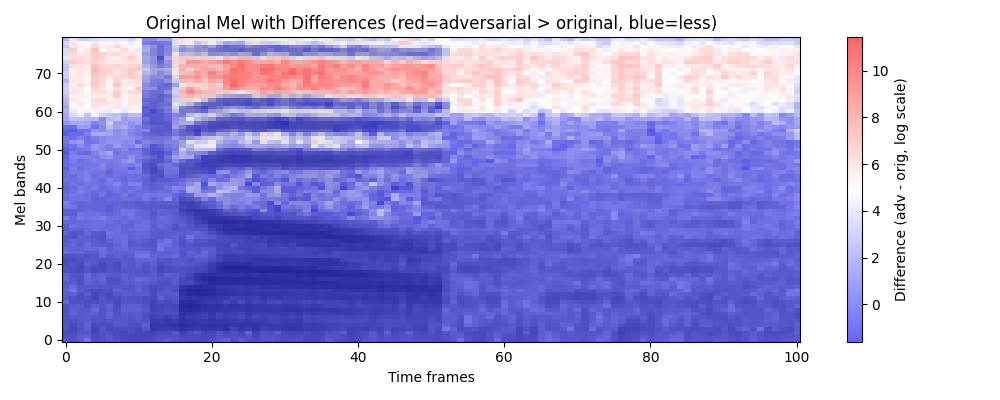 Original Mel with Differences (red=adversarial > original, blue=less)
Mel bands
70
60
50
40
30
20
10
0
0 20 40 60 80 100
Time frames
10
8
6
4
2
0
Difference (adv - orig, log scale)